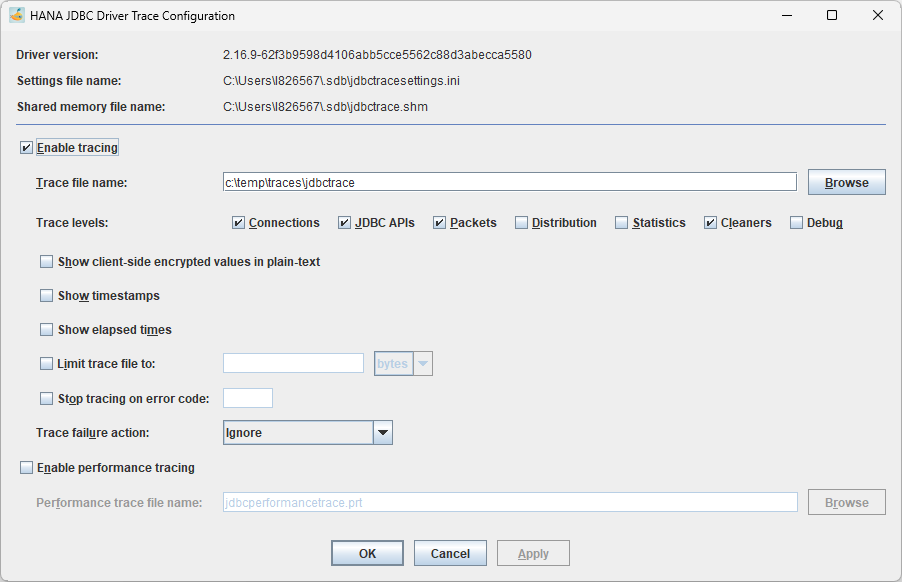 HANA JDBC Driver Trace Configuration
Driver version: 2.16.9-62f3b9598d4106abb5cce5562c88d3abecca5580
Settings file name: C:\Users\I826567\.sdb\jdbctracesettings.ini
Shared memory file name: C:\Users\I826567\.sdb\jdbctrace.shm
Enable tracing
Trace file name: c:\temp\traces\jdbctrace Browse
Trace levels: Connections JDBC APIs Packets Distribution Statistics Cleaners Debug
Show client-side encrypted values in plain-text
Show timestamps
Show elapsed times
Limit trace file to: bytes
Stop tracing on error code:
Trace failure action: Ignore
Enable performance tracing
Performance trace file name: jdbcperformancetrace.prt Browse
OK Cancel Apply